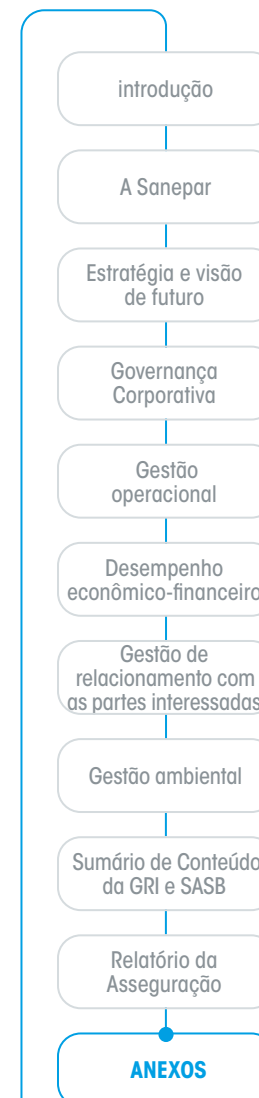 introdução
A Sanepar
Estratégia e visão
de futuro
Governança
Corporativa
Gestão
operacional
Desempenho
econômico-financeiro
Gestão de
relacionamento com
as partes interessadas
Gestão ambiental
Sumário de Conteúdo
da GRI e SASB
Relatório da
Asseguração
ANEXOS